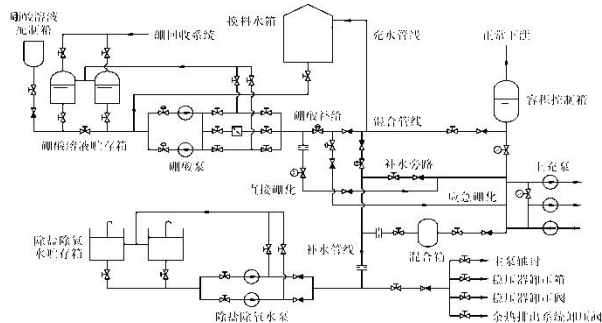 硼酸溶液
配制箱
硼回收系统
换料水箱
充水管线
正常下泄
容积控制箱
硼酸补给
混合管线
硼酸溶液贮存箱
硼酸泵
补水旁路
上充泵
直接硼化
应急硼化
除盐除氧
水贮存箱
补水管线
混合箱
主泵轴封
稳压器卸压箱
稳压器卸压阀
余热排出系统卸压阀
除盐除氧水泵